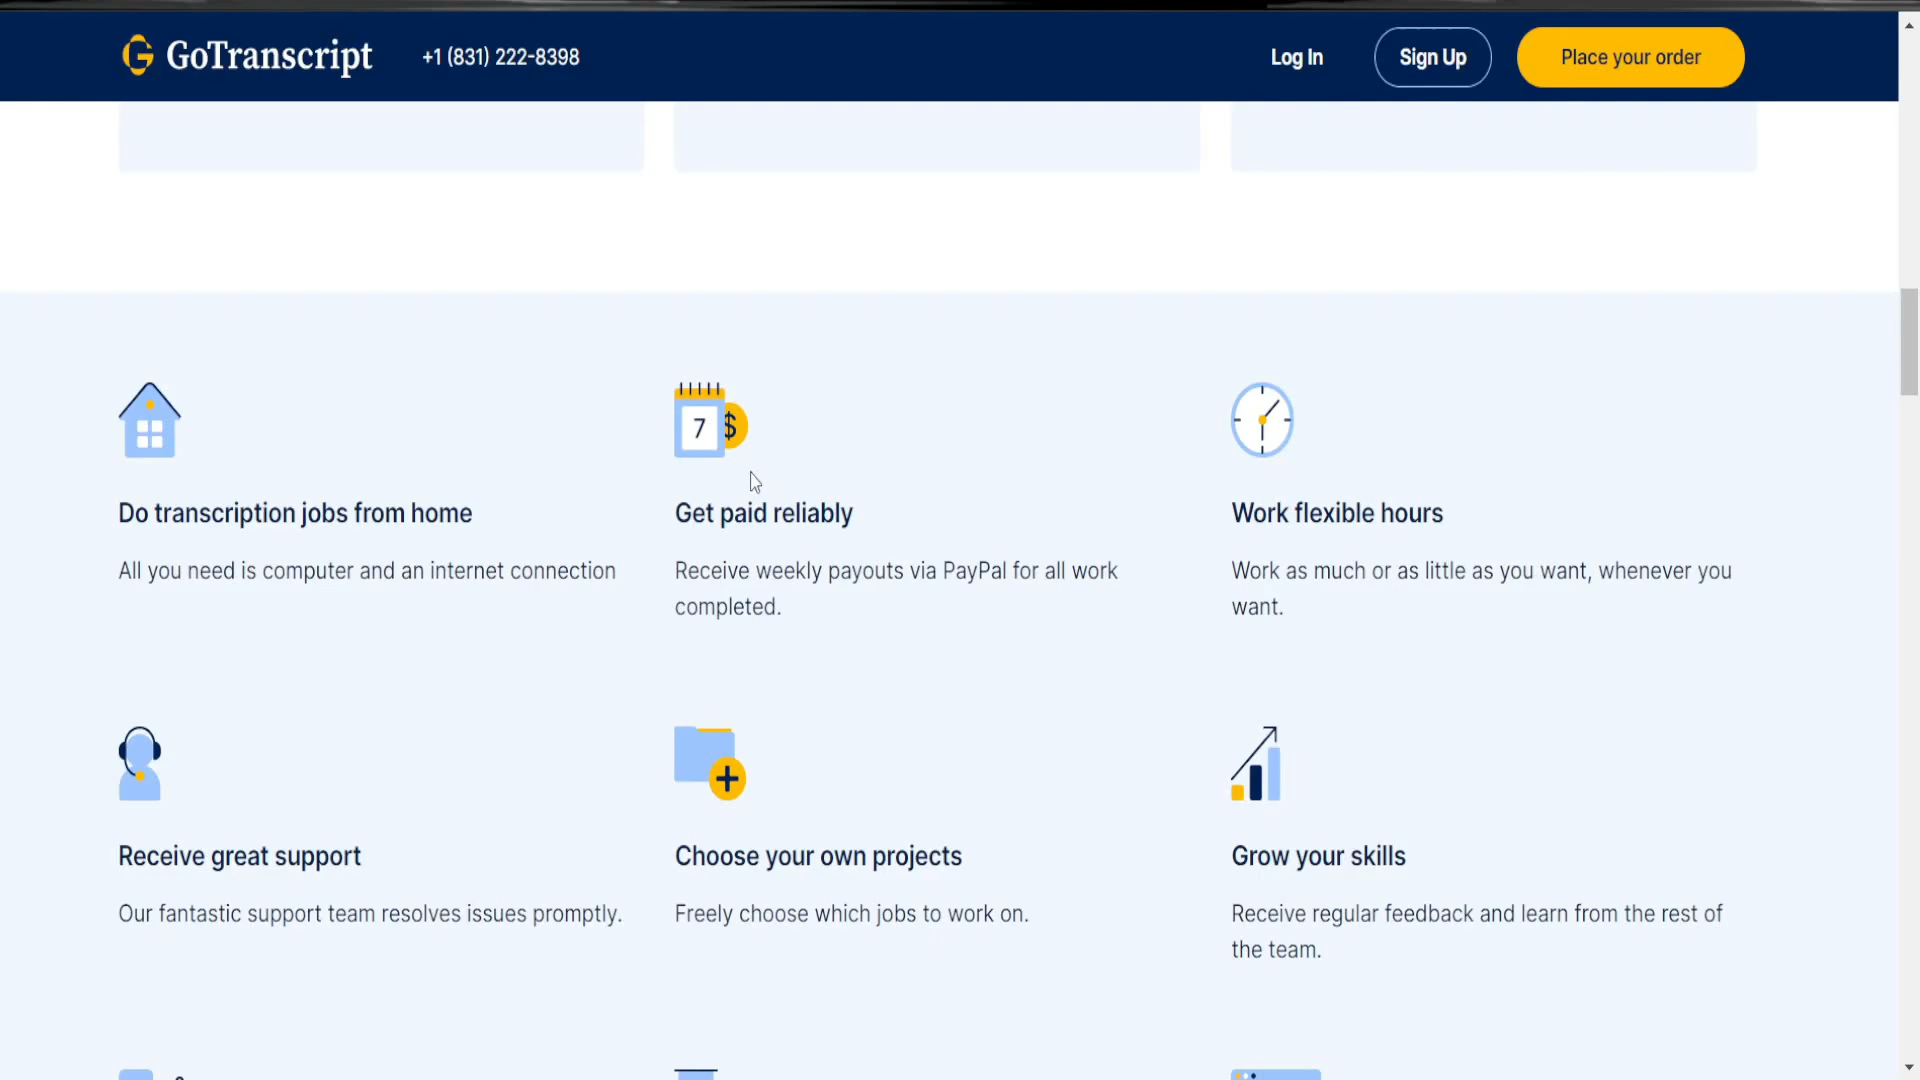 GoTranscript
+1 (831) 222-8398
Log In
Sign Up
Place your order
7
$
Do transcription jobs from home
All you need is computer and an internet connection
Get paid reliably
Receive weekly payouts via PayPal for all work
completed.
Work flexible hours
Work as much or as little as you want, whenever you
want.
Receive great support
Our fantastic support team resolves issues promptly.
Choose your own projects
Freely choose which jobs to work on.
Grow your skills
Receive regular feedback and learn from the rest of
the team.